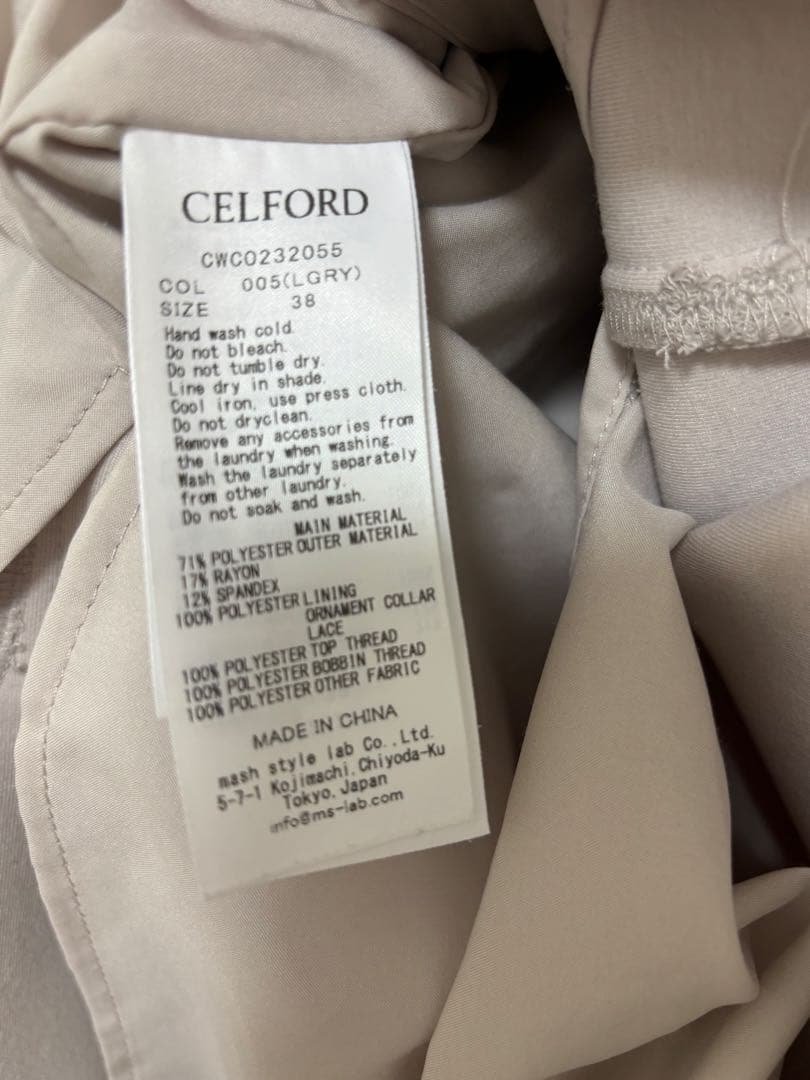 CELFORD
CWCO232055
COL 005(LGRY)
SIZE 38
Hand wash cold.
Do not bleach.
Do not tumble dry.
Line dry in shade.
Cool iron, use press cloth.
Do not dryclean.
Remove any accessories from
the laundry when washing.
Wash the laundry separately
from other laundry.
Do not soak and wash.
MAIN MATERIAL
71% POLYESTER OUTER MATERIAL
17% RAYON
12% SPANDEX
100% POLYESTER LINING
ORNAMENT COLLAR
LACE
100% POLYESTER TOP THREAD
100% POLYESTER BOBBIN THREAD
100% POLYESTER OTHER FABRIC
MADE IN CHINA
mash style lab Co.,Ltd.
5-7-1 Kojimachi,Chiyoda-Ku
Tokyo,Japan
info@ms-lab.com